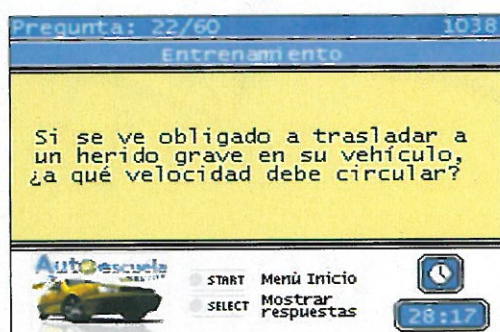 Pregunta: 22/60 1038
Entrenamiento
Si se ve obligado a trasladar a
un herido grave en su vehículo,
¿a qué velocidad debe circular?
Autoescuela
START Menú Inicio
SELECT Mostrar
respuestas
28:17